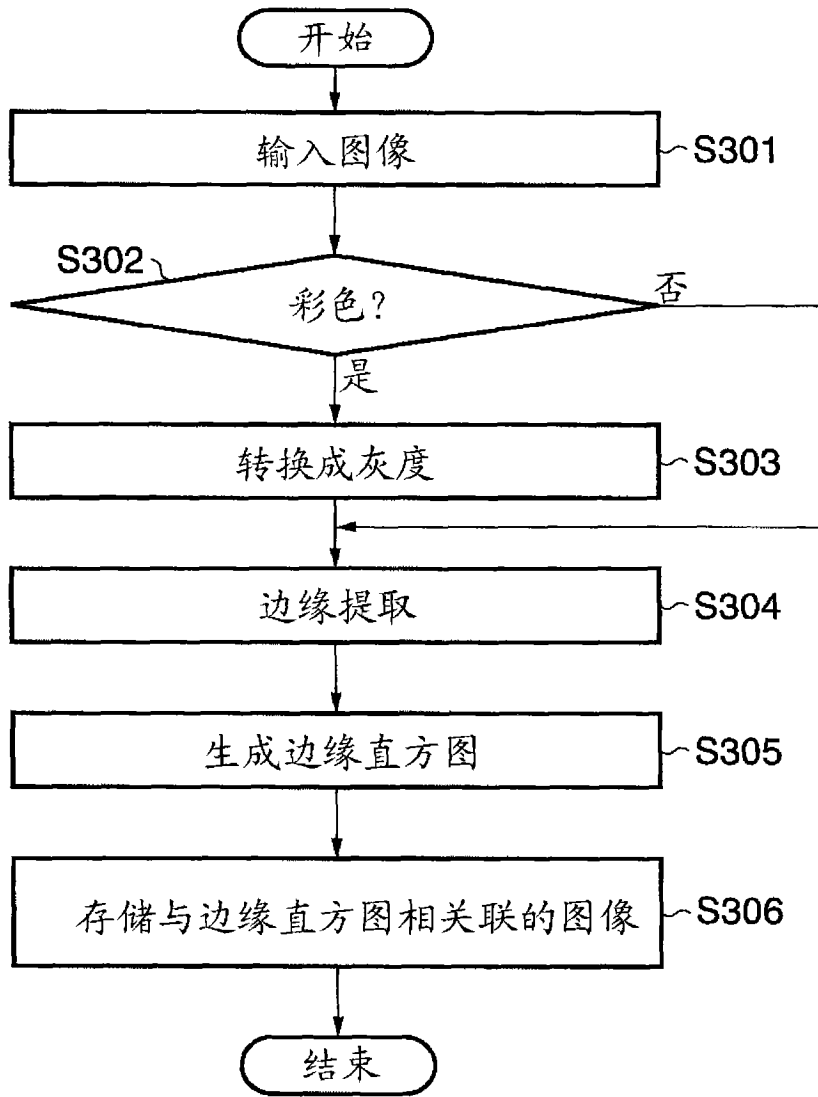 开始
输入图像
S301
S302
彩色?
否
是
转换成灰度
S303
边缘提取
S304
生成边缘直方图
S305
存储与边缘直方图相关联的图像
S306
结束